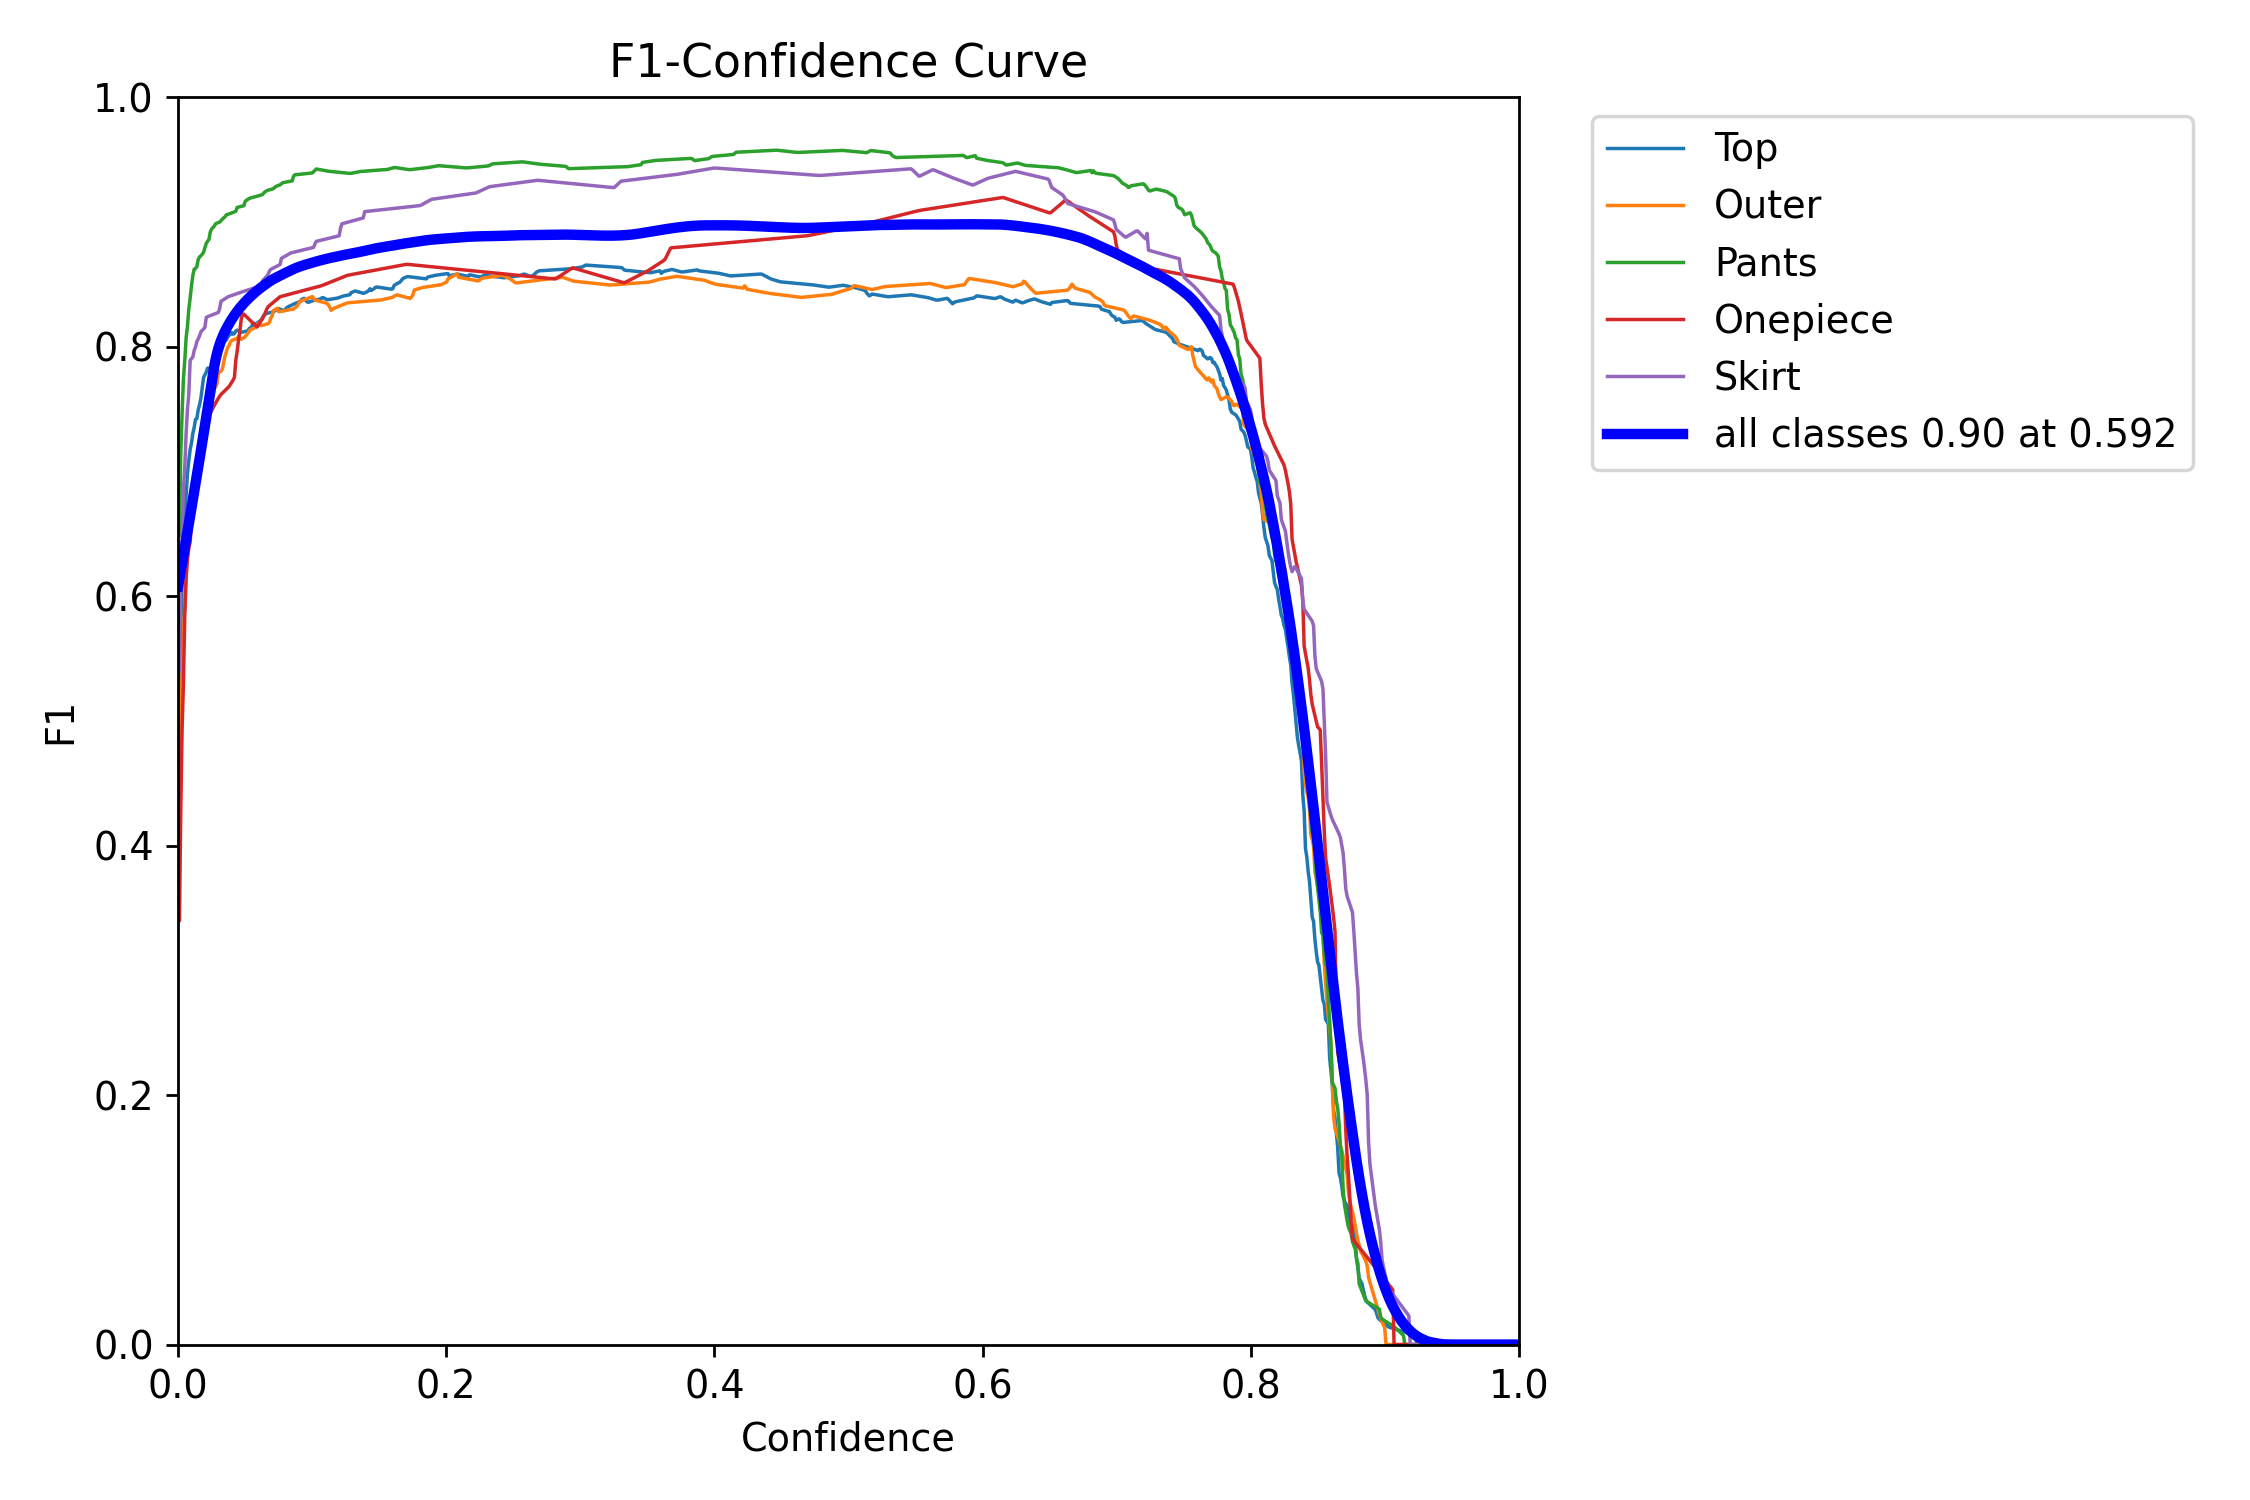 F1-Confidence Curve
1.0
0.8
0.6
0.4
0.2
0.0
F1
0.0 0.2 0.4 0.6 0.8 1.0
Confidence
Top
Outer
Pants
Onepiece
Skirt
all classes 0.90 at 0.592